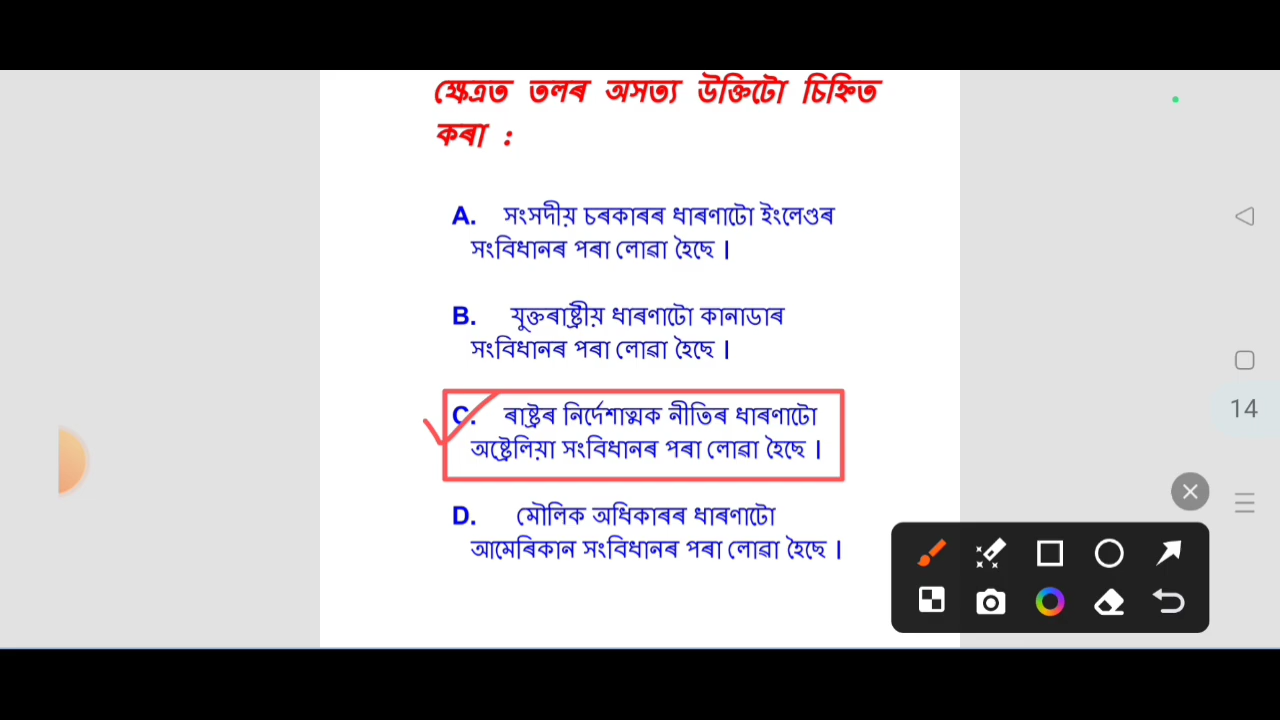 ক্ষেত্ৰত তলৰ অসত্য উক্তিটো চিহ্নিত
কৰা :
A. সংসদীয় চৰকাৰৰ ধাৰণাটো ইংলেণ্ডৰ
সংবিধানৰ পৰা লোৱা হৈছে ।
B. যুক্তৰাষ্ট্ৰীয় ধাৰণাটো কানাডাৰ
সংবিধানৰ পৰা লোৱা হৈছে ।
C. ৰাষ্ট্ৰৰ নিৰ্দেশাত্মক নীতিৰ ধাৰণাটো
অষ্ট্ৰেলিয়া সংবিধানৰ পৰা লোৱা হৈছে ।
D. মৌলিক অধিকাৰৰ ধাৰণাটো
আমেৰিকান সংবিধানৰ পৰা লোৱা হৈছে ।
14